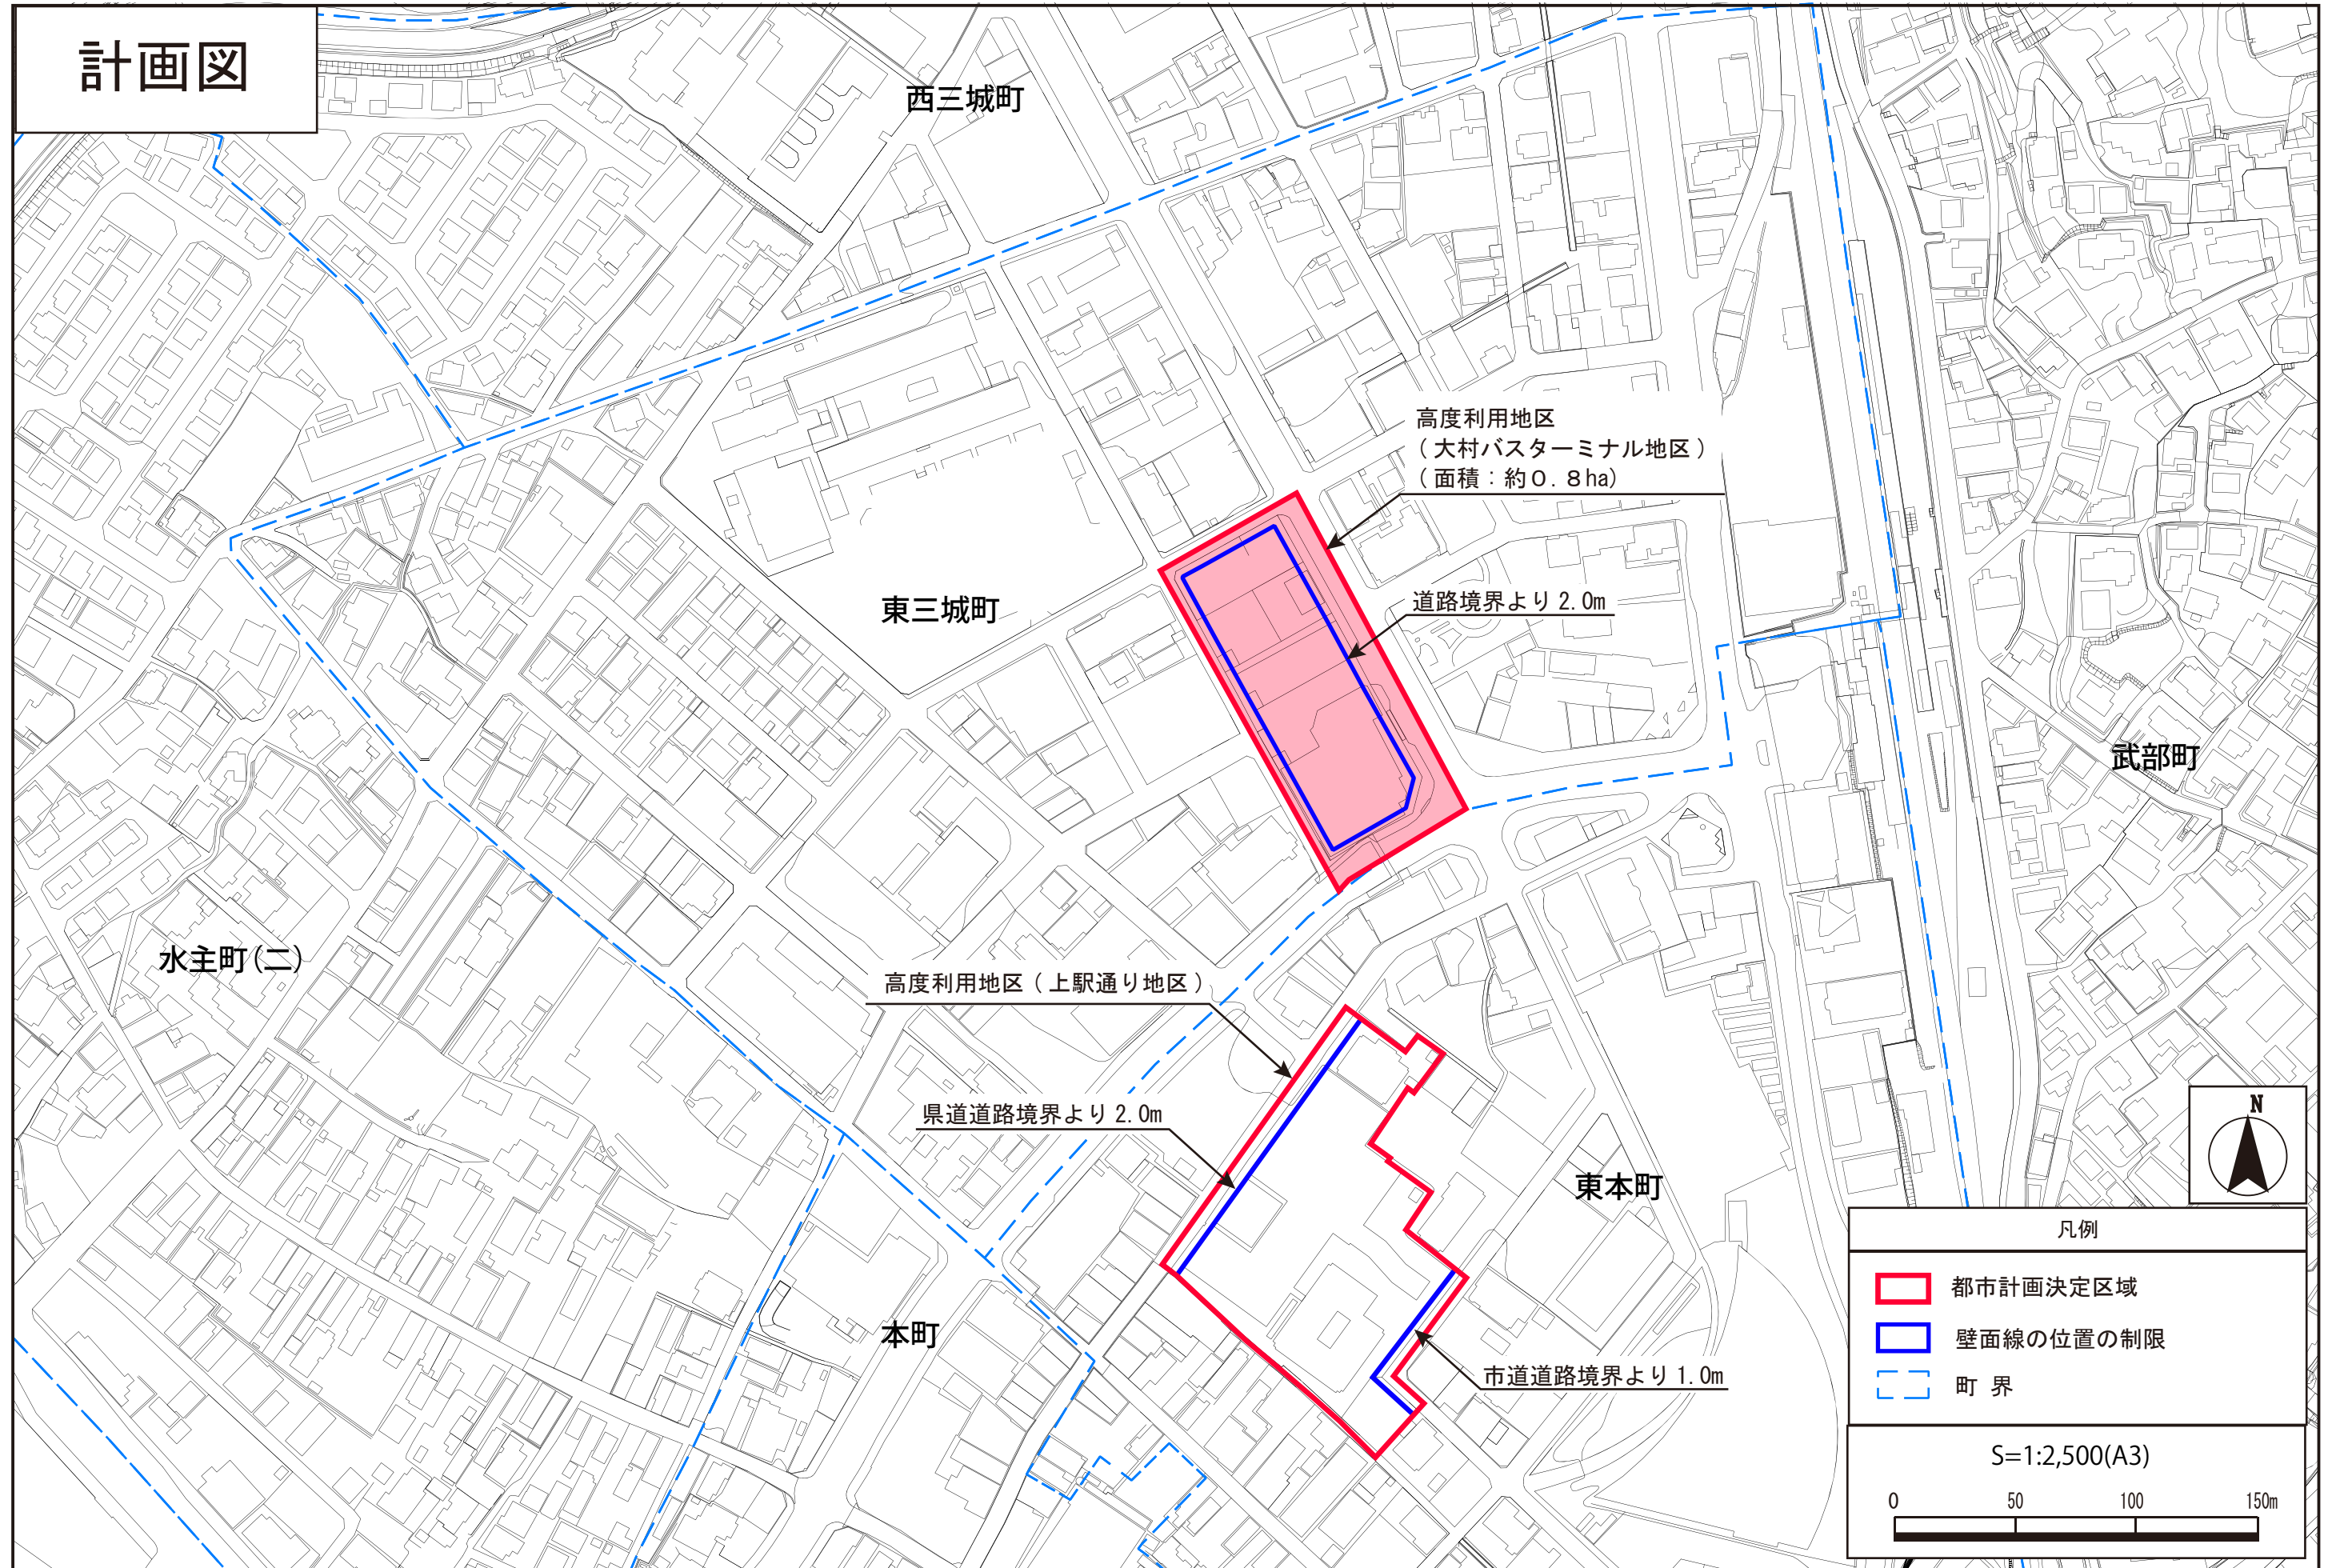 計画図
西三城町
高度利用地区
(大村バスターミナル地区)
(面積:約0.8ha)
道路境界より2.0m
東三城町
武部町
水主町(二)
高度利用地区(上駅通り地区)
県道道路境界より2.0m
東本町
本町
市道道路境界より1.0m
N
凡例
都市計画決定区域
壁面線の位置の制限
町 界
S=1:2,500(A3)
0 50 100 150m